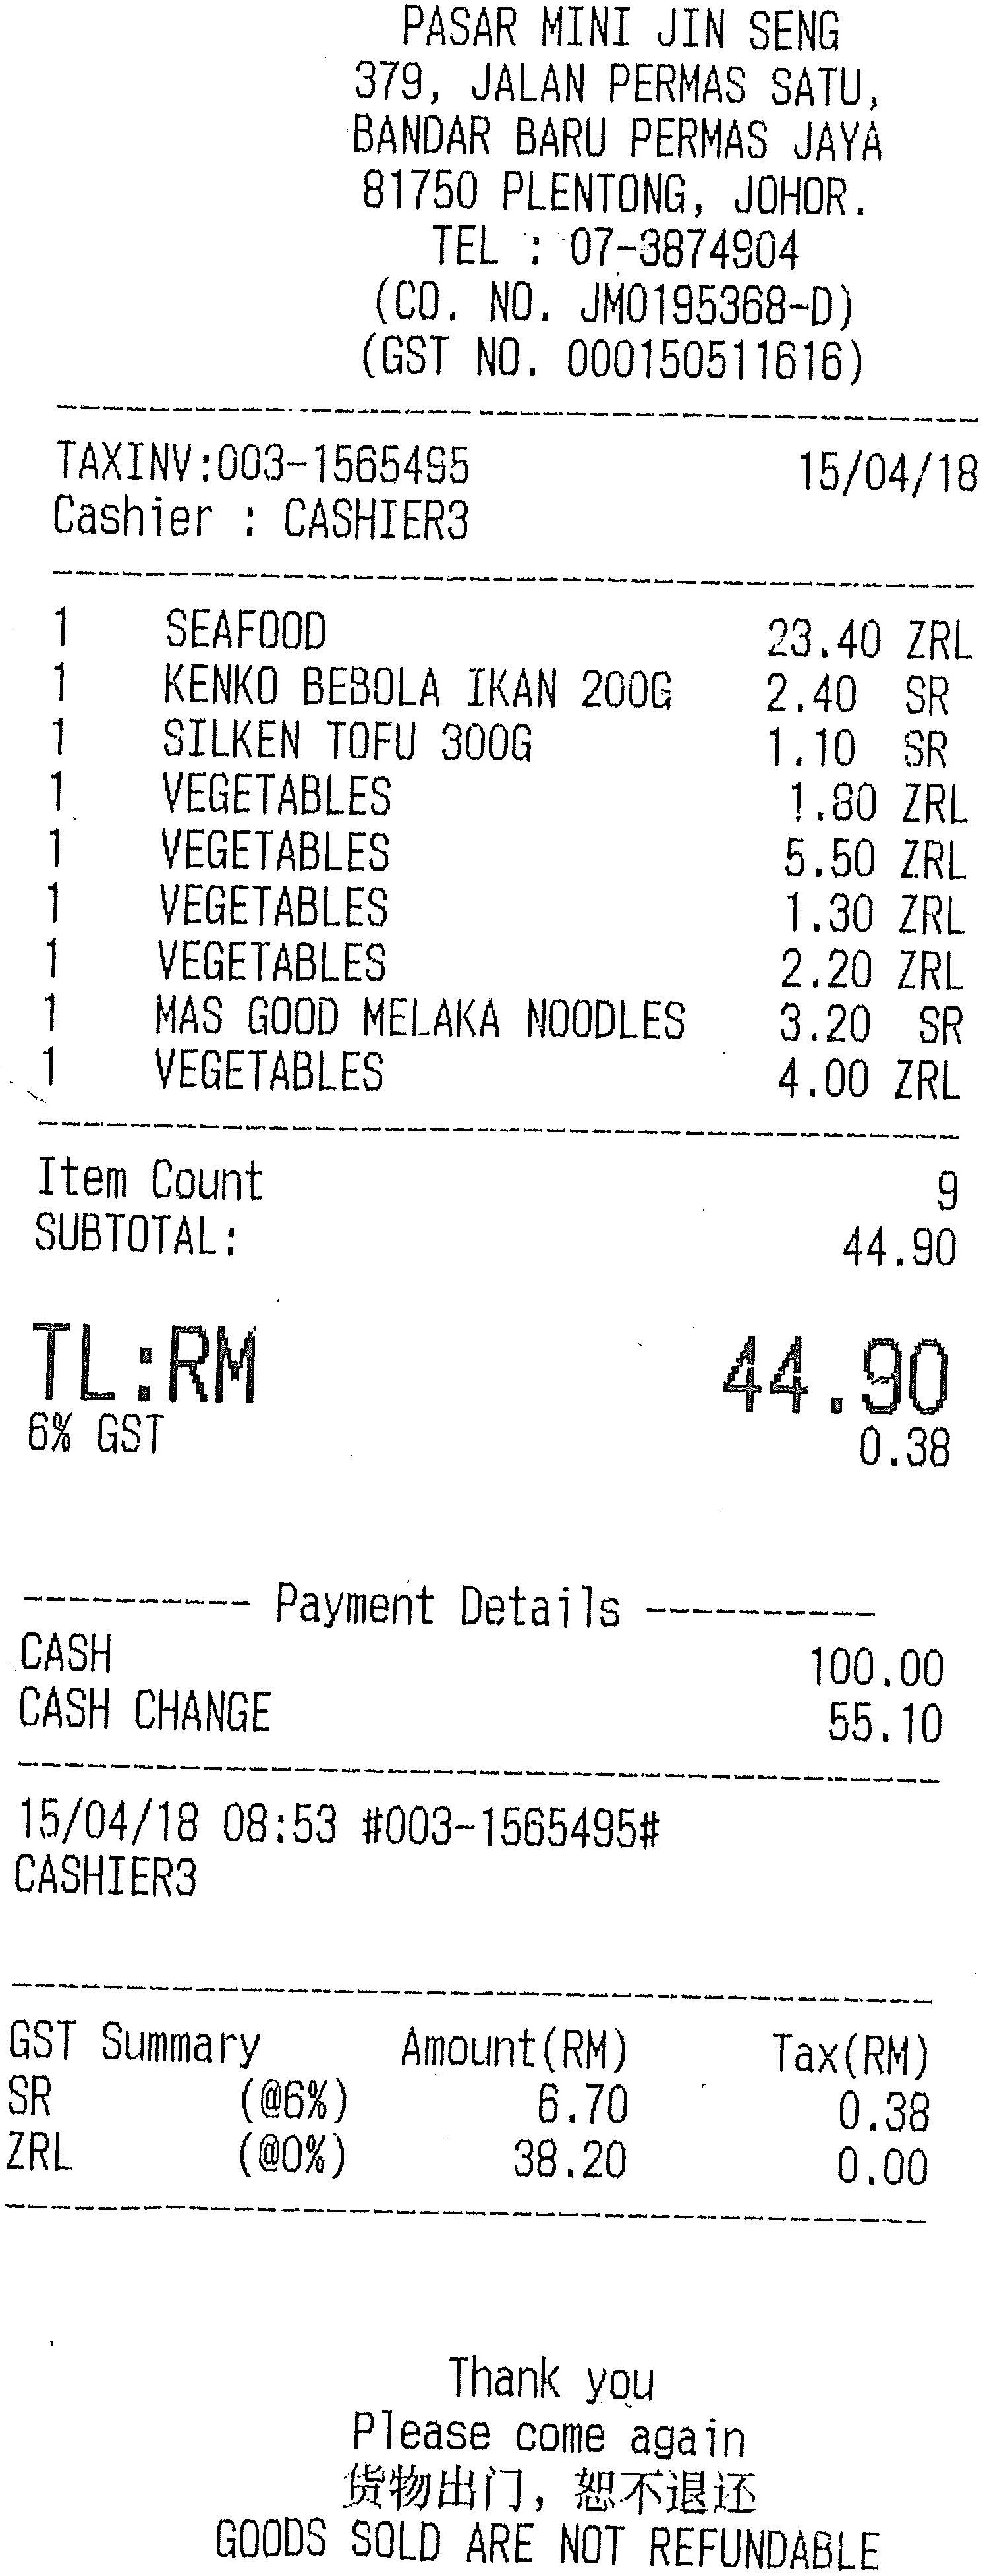 PASAR MINI JIN SENG
379, JALAN PERMAS SATU,
BANDAR BARU PERMAS JAYA
81750 PLENTONG, JOHOR.
TEL : 07-3874904
(CO. NO. JM0195368-D)
(GST NO. 000150511616)
TAXINV:003-1565495 15/04/18
Cashier : CASHIER3
1 SEAFOOD 23.40 ZRL
1 KENKO BEBOLA IKAN 200G 2.40 SR
1 SILKEN TOFU 300G 1.10 SR
1 VEGETABLES 1.80 ZRL
1 VEGETABLES 5.50 ZRL
1 VEGETABLES 1.30 ZRL
1 VEGETABLES 2.20 ZRL
1 MAS GOOD MELAKA NOODLES 3.20 SR
1 VEGETABLES 4.00 ZRL
Item Count 9
SUBTOTAL: 44.90
TL:RM 44.90
6% GST 0.38
---------- Payment Details ----------
CASH 100.00
CASH CHANGE 55.10
15/04/18 08:53 #003-1565495#
CASHIER3
GST Summary Amount(RM) Tax(RM)
SR (@6%) 6.70 0.38
ZRL (@0%) 38.20 0.00
Thank you
Please come again
货物出门，恕不退还
GOODS SOLD ARE NOT REFUNDABLE